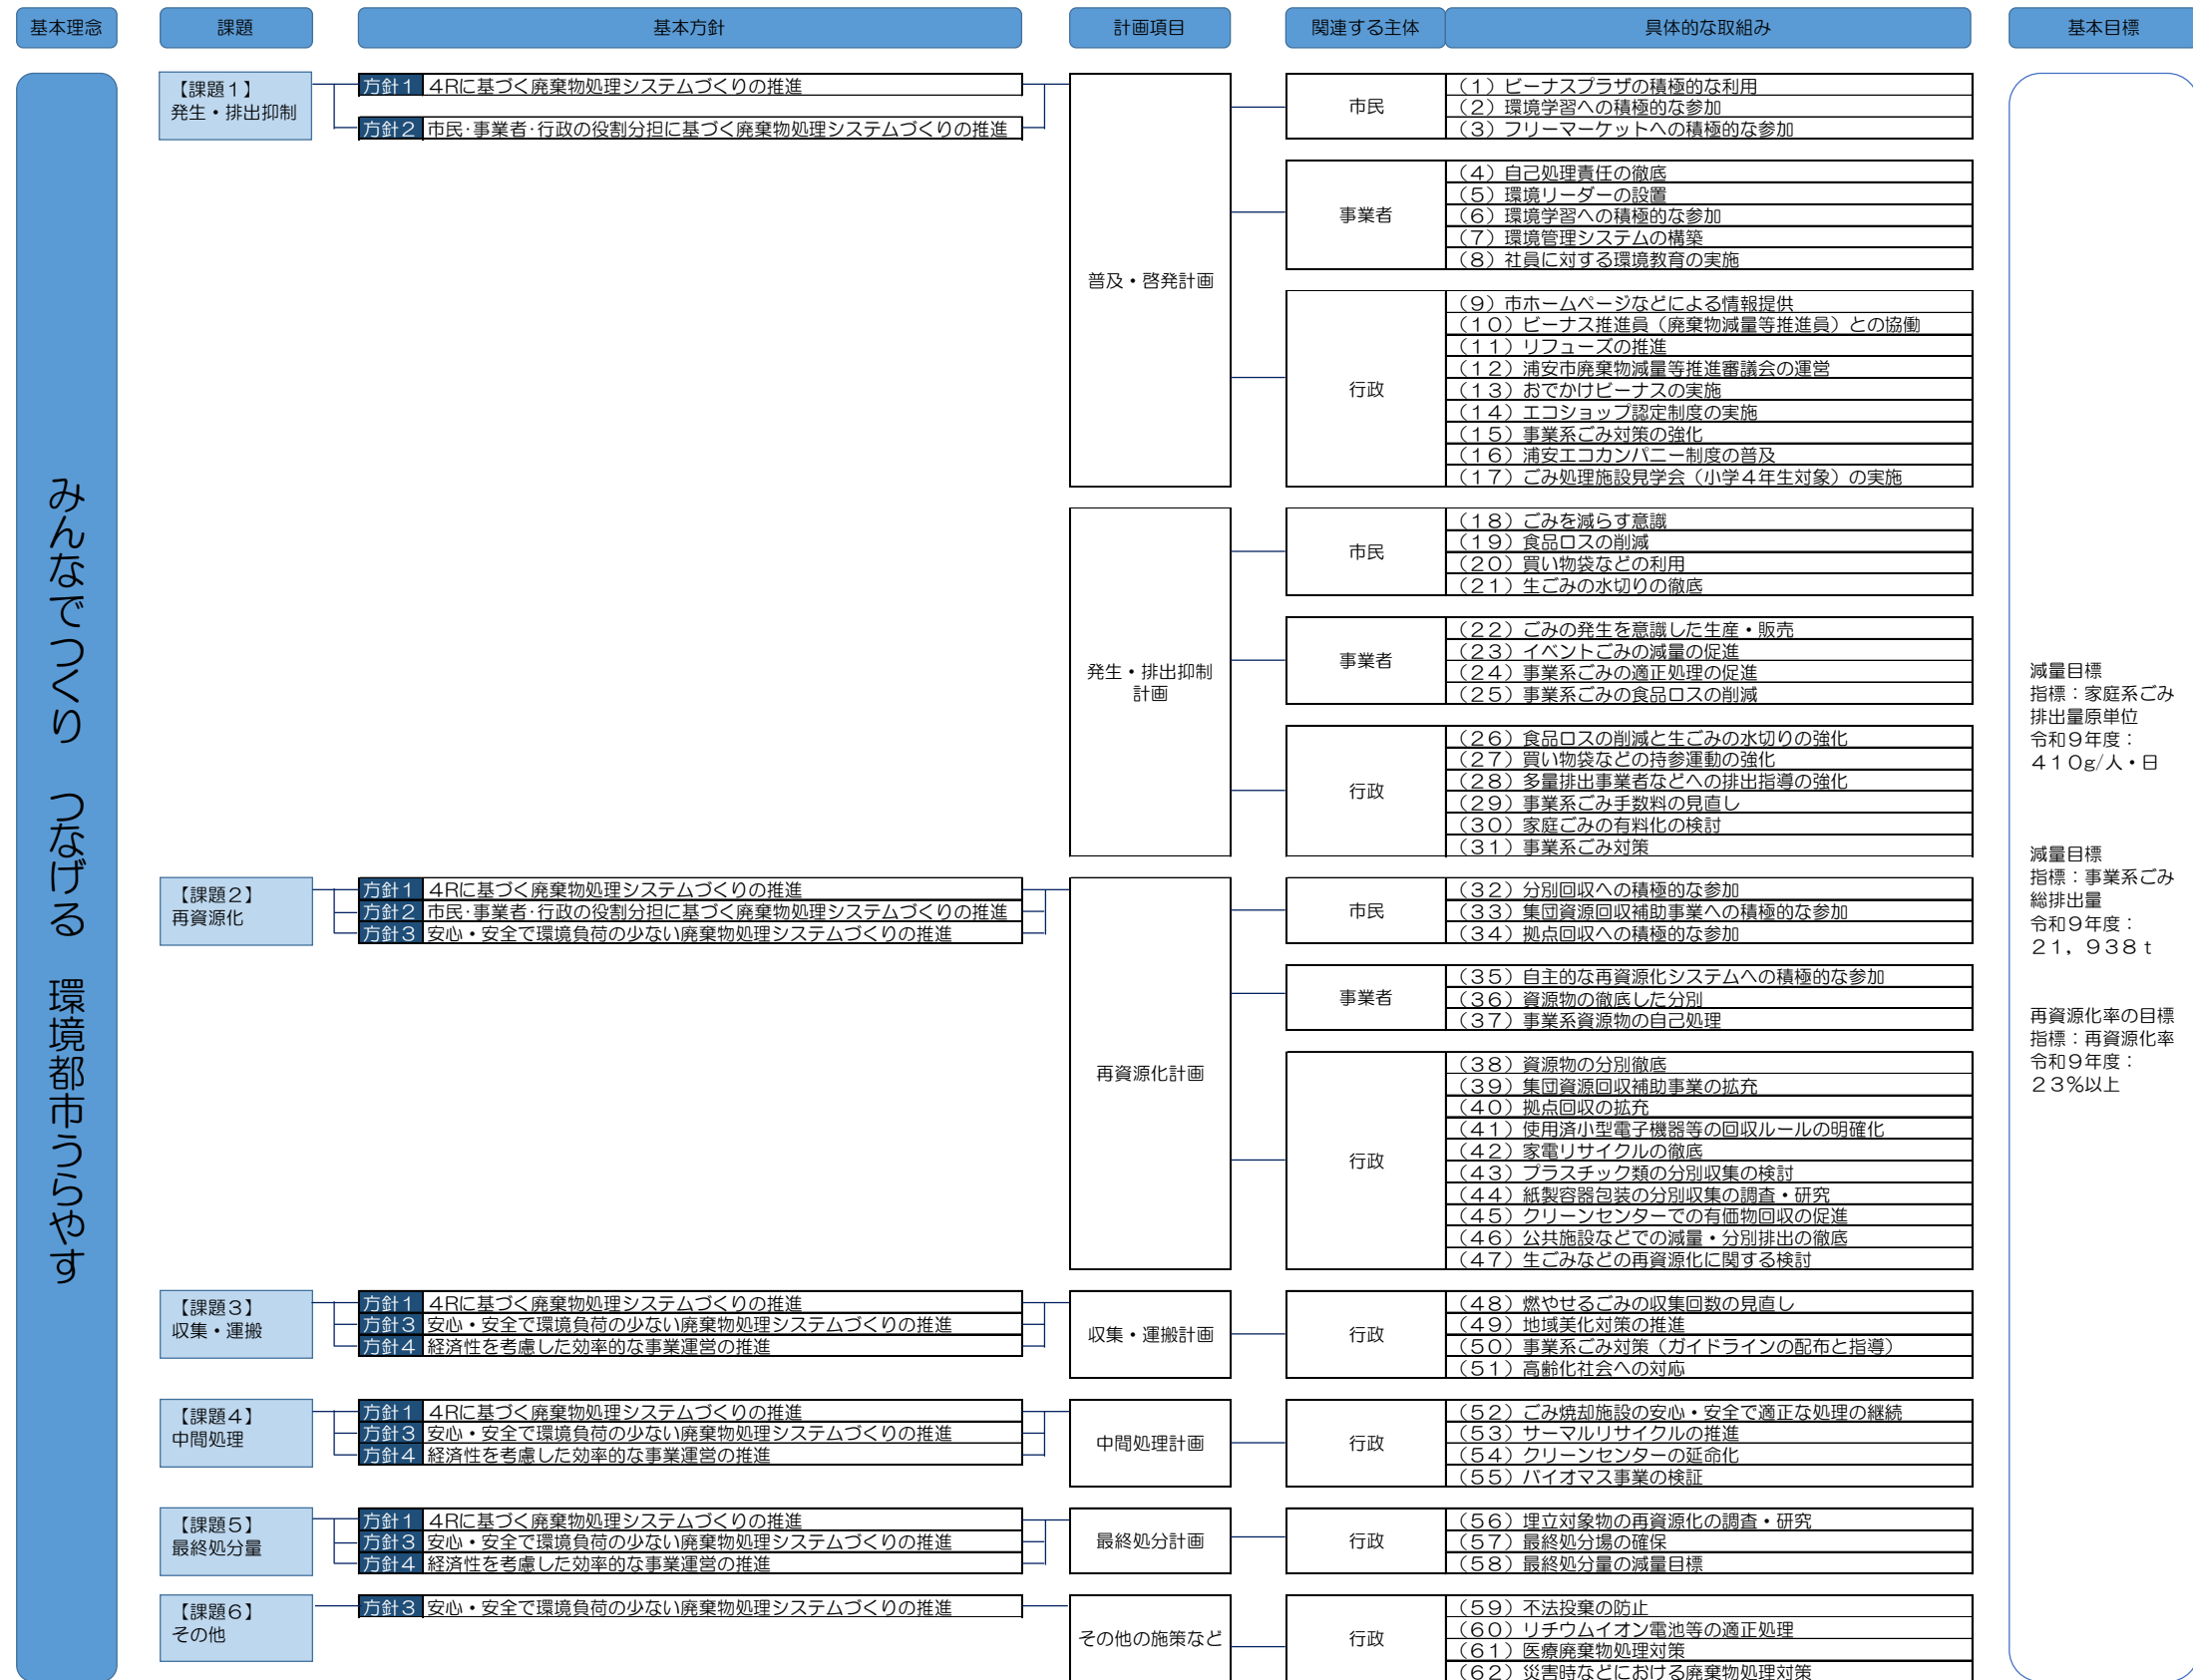 基本理念
課題
基本方針
計画項目
関連する主体
具体的な取組み
基本目標
みんなでつくり つなげる 環境都市うらやす
【課題1】
発生・排出抑制
方針1 4Rに基づく廃棄物処理システムづくりの推進
方針2 市民･事業者･行政の役割分担に基づく廃棄物処理システムづくりの推進
普及・啓発計画
市民
(1)ビーナスプラザの積極的な利用
(2)環境学習への積極的な参加
(3)フリーマーケットへの積極的な参加
事業者
(4)自己処理責任の徹底
(5)環境リーダーの設置
(6)環境学習への積極的な参加
(7)環境管理システムの構築
(8)社員に対する環境教育の実施
行政
(9)市ホームページなどによる情報提供
(10)ビーナス推進員(廃棄物減量等推進員)との協働
(11)リフューズの推進
(12)浦安市廃棄物減量等推進審議会の運営
(13)おでかけビーナスの実施
(14)エコショップ認定制度の実施
(15)事業系ごみ対策の強化
(16)浦安エコカンパニー制度の普及
(17)ごみ処理施設見学会(小学4年生対象)の実施
発生・排出抑制
計画
市民
(18)ごみを減らす意識
(19)食品ロスの削減
(20)買い物袋などの利用
(21)生ごみの水切りの徹底
事業者
(22)ごみの発生を意識した生産・販売
(23)イベントごみの減量の促進
(24)事業系ごみの適正処理の促進
(25)事業系ごみの食品ロスの削減
行政
(26)食品ロスの削減と生ごみの水切りの強化
(27)買い物袋などの持参運動の強化
(28)多量排出事業者などへの排出指導の強化
(29)事業系ごみ手数料の見直し
(30)家庭ごみの有料化の検討
(31)事業系ごみ対策
【課題2】
再資源化
方針1 4Rに基づく廃棄物処理システムづくりの推進
方針2 市民･事業者･行政の役割分担に基づく廃棄物処理システムづくりの推進
方針3 安心・安全で環境負荷の少ない廃棄物処理システムづくりの推進
再資源化計画
市民
(32)分別回収への積極的な参加
(33)集団資源回収補助事業への積極的な参加
(34)拠点回収への積極的な参加
事業者
(35)自主的な再資源化システムへの積極的な参加
(36)資源物の徹底した分別
(37)事業系資源物の自己処理
行政
(38)資源物の分別徹底
(39)集団資源回収補助事業の拡充
(40)拠点回収の拡充
(41)使用済小型電子機器等の回収ルールの明確化
(42)家電リサイクルの徹底
(43)プラスチック類の分別収集の検討
(44)紙製容器包装の分別収集の調査・研究
(45)クリーンセンターでの有価物回収の促進
(46)公共施設などでの減量・分別排出の徹底
(47)生ごみなどの再資源化に関する検討
【課題3】
収集・運搬
方針1 4Rに基づく廃棄物処理システムづくりの推進
方針3 安心・安全で環境負荷の少ない廃棄物処理システムづくりの推進
方針4 経済性を考慮した効率的な事業運営の推進
収集・運搬計画
行政
(48)燃やせるごみの収集回数の見直し
(49)地域美化対策の推進
(50)事業系ごみ対策(ガイドラインの配布と指導)
(51)高齢化社会への対応
【課題4】
中間処理
方針1 4Rに基づく廃棄物処理システムづくりの推進
方針3 安心・安全で環境負荷の少ない廃棄物処理システムづくりの推進
方針4 経済性を考慮した効率的な事業運営の推進
中間処理計画
行政
(52)ごみ焼却施設の安心・安全で適正な処理の継続
(53)サーマルリサイクルの推進
(54)クリーンセンターの延命化
(55)バイオマス事業の検証
【課題5】
最終処分量
方針1 4Rに基づく廃棄物処理システムづくりの推進
方針3 安心・安全で環境負荷の少ない廃棄物処理システムづくりの推進
方針4 経済性を考慮した効率的な事業運営の推進
最終処分計画
行政
(56)埋立対象物の再資源化の調査・研究
(57)最終処分場の確保
(58)最終処分量の減量目標
【課題6】
その他
方針3 安心・安全で環境負荷の少ない廃棄物処理システムづくりの推進
その他の施策など
行政
(59)不法投棄の防止
(60)リチウムイオン電池等の適正処理
(61)医療廃棄物処理対策
(62)災害時などにおける廃棄物処理対策
減量目標
指標:家庭系ごみ
排出量原単位
令和9年度:
410g/人・日
減量目標
指標:事業系ごみ
総排出量
令和9年度:
21,938t
再資源化率の目標
指標:再資源化率
令和9年度:
23%以上